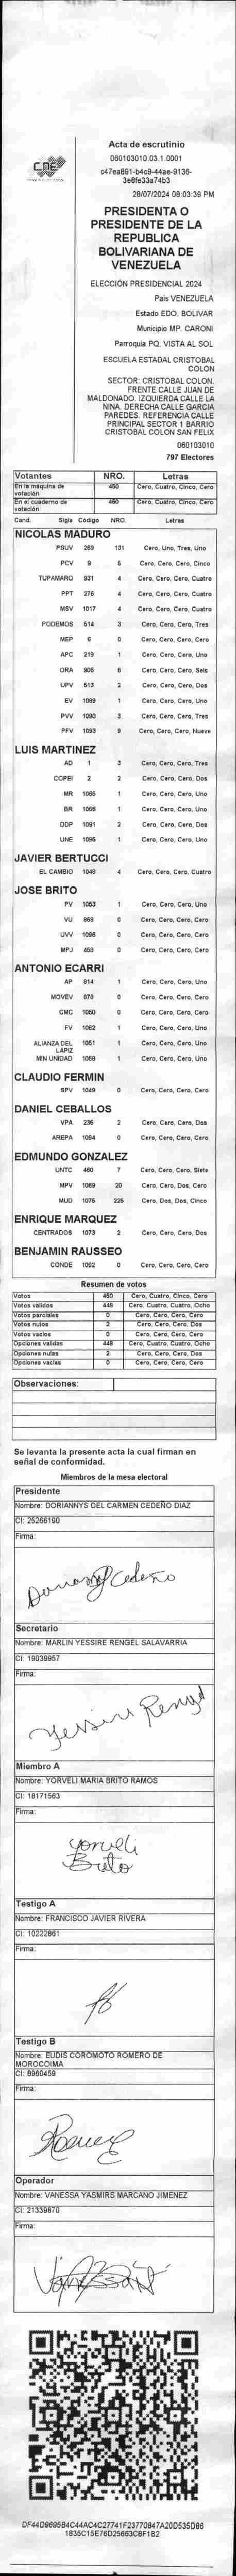 CNE
Acta de escrutinio
060103010.03.1.0001
c47ea891-b4c9-44ae-9136-
3e8fe33a74b3
28/07/2024 08:03:39 PM
PRESIDENTA O
PRESIDENTE DE LA
REPUBLICA
BOLIVARIANA DE
VENEZUELA
ELECCIÓN PRESIDENCIAL 2024
Pais VENEZUELA
Estado EDO. BOLIVAR
Municipio MP. CARONI
Parroquia PQ. VISTA AL SOL
ESCUELA ESTADAL CRISTOBAL
COLON
SECTOR: CRISTOBAL COLON.
FRENTE CALLE JUAN DE
MALDONADO. IZQUIERDA CALLE LA
NINA. DERECHA CALLE GARCIA
PAREDES. REFERENCIA CALLE
PRINCIPAL SECTOR 1 BARRIO
CRISTOBAL COLON SAN FELIX
060103010
797 Electores
Votantes NRO. Letras
En la máquina de votación 450 Cero, Cuatro, Cinco, Cero
En el cuaderno de votación 450 Cero, Cuatro, Cinco, Cero
Cand. Sigla Código NRO. Letras
NICOLAS MADURO
PSUV 269 131 Cero, Uno, Tres, Uno
PCV 9 5 Cero, Cero, Cero, Cinco
TUPAMARO 931 4 Cero, Cero, Cero, Cuatro
PPT 276 4 Cero, Cero, Cero, Cuatro
MSV 1017 4 Cero, Cero, Cero, Cuatro
PODEMOS 514 3 Cero, Cero, Cero, Tres
MEP 6 0 Cero, Cero, Cero, Cero
APC 219 1 Cero, Cero, Cero, Uno
ORA 905 6 Cero, Cero, Cero, Seis
UPV 513 2 Cero, Cero, Cero, Dos
EV 1089 1 Cero, Cero, Cero, Uno
PVV 1090 3 Cero, Cero, Cero, Tres
PFV 1093 9 Cero, Cero, Cero, Nueve
LUIS MARTINEZ
AD 1 3 Cero, Cero, Cero, Tres
COPEI 2 2 Cero, Cero, Cero, Dos
MR 1065 1 Cero, Cero, Cero, Uno
BR 1066 1 Cero, Cero, Cero, Uno
DDP 1091 2 Cero, Cero, Cero, Dos
UNE 1095 1 Cero, Cero, Cero, Uno
JAVIER BERTUCCI
EL CAMBIO 1048 4 Cero, Cero, Cero, Cuatro
JOSE BRITO
PV 1053 1 Cero, Cero, Cero, Uno
VU 868 0 Cero, Cero, Cero, Cero
UVV 1096 0 Cero, Cero, Cero, Cero
MPJ 458 0 Cero, Cero, Cero, Cero
ANTONIO ECARRI
AP 814 1 Cero, Cero, Cero, Uno
MOVEV 879 0 Cero, Cero, Cero, Cero
CMC 1050 0 Cero, Cero, Cero, Cero
FV 1082 1 Cero, Cero, Cero, Uno
ALIANZA DEL LAPIZ 1051 1 Cero, Cero, Cero, Uno
MIN UNIDAD 1068 1 Cero, Cero, Cero, Uno
CLAUDIO FERMIN
SPV 1049 0 Cero, Cero, Cero, Cero
DANIEL CEBALLOS
VPA 236 2 Cero, Cero, Cero, Dos
AREPA 1094 0 Cero, Cero, Cero, Cero
EDMUNDO GONZALEZ
UNTC 460 7 Cero, Cero, Cero, Siete
MPV 1069 20 Cero, Cero, Dos, Cero
MUD 1075 225 Cero, Dos, Dos, Cinco
ENRIQUE MARQUEZ
CENTRADOS 1073 2 Cero, Cero, Cero, Dos
BENJAMIN RAUSSEO
CONDE 1092 0 Cero, Cero, Cero, Cero
Resumen de votos
Votos 450 Cero, Cuatro, Cinco, Cero
Votos validos 448 Cero, Cuatro, Cuatro, Ocho
Votos parciales 0 Cero, Cero, Cero, Cero
Votos nulos 2 Cero, Cero, Cero, Dos
Votos vacios 0 Cero, Cero, Cero, Cero
Opciones validas 448 Cero, Cuatro, Cuatro, Ocho
Opciones nulas 2 Cero, Cero, Cero, Dos
Opciones vacias 0 Cero, Cero, Cero, Cero
Observaciones:
Se levanta la presente acta la cual firman en
señal de conformidad.
Miembros de la mesa electoral
Presidente
Nombre: DORIANNYS DEL CARMEN CEDEÑO DIAZ
CI: 25266190
Firma:
Secretario
Nombre: MARLIN YESSIRE RENGEL SALAVARRIA
CI: 19039957
Firma:
Yessire Rengel
Miembro A
Nombre: YORVELI MARIA BRITO RAMOS
CI: 18171563
Firma:
Yorveli
Brito
Testigo A
Nombre: FRANCISCO JAVIER RIVERA
CI: 10222861
Firma:
Testigo B
Nombre: EUDIS COROMOTO ROMERO DE
MOROCOIMA
CI: 8960459
Firma:
Operador
Nombre: VANESSA YASMIRS MARCANO JIMENEZ
CI: 21339870
Firma:
DF44D9695B4C44AC4C27741F23770847A20D535D86
1835C15E76D25663C8F1B2